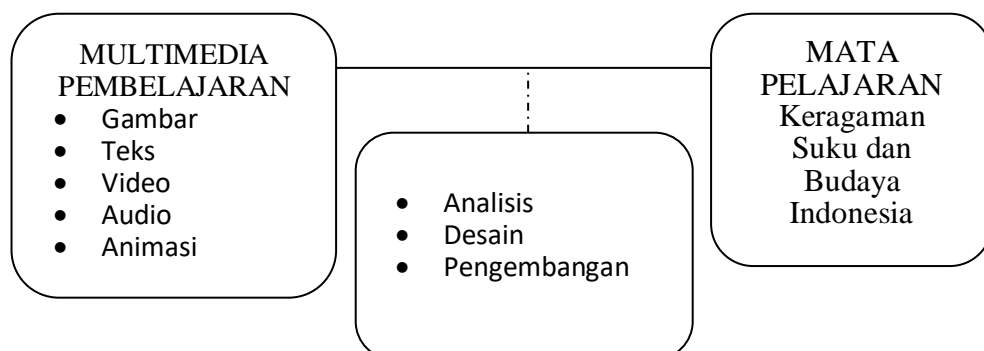 MULTIMEDIA
PEMBELAJARAN
• Gambar
• Teks
• Video
• Audio
• Animasi
• Analisis
• Desain
• Pengembangan
MATA
PELAJARAN
Keragaman
Suku dan
Budaya
Indonesia